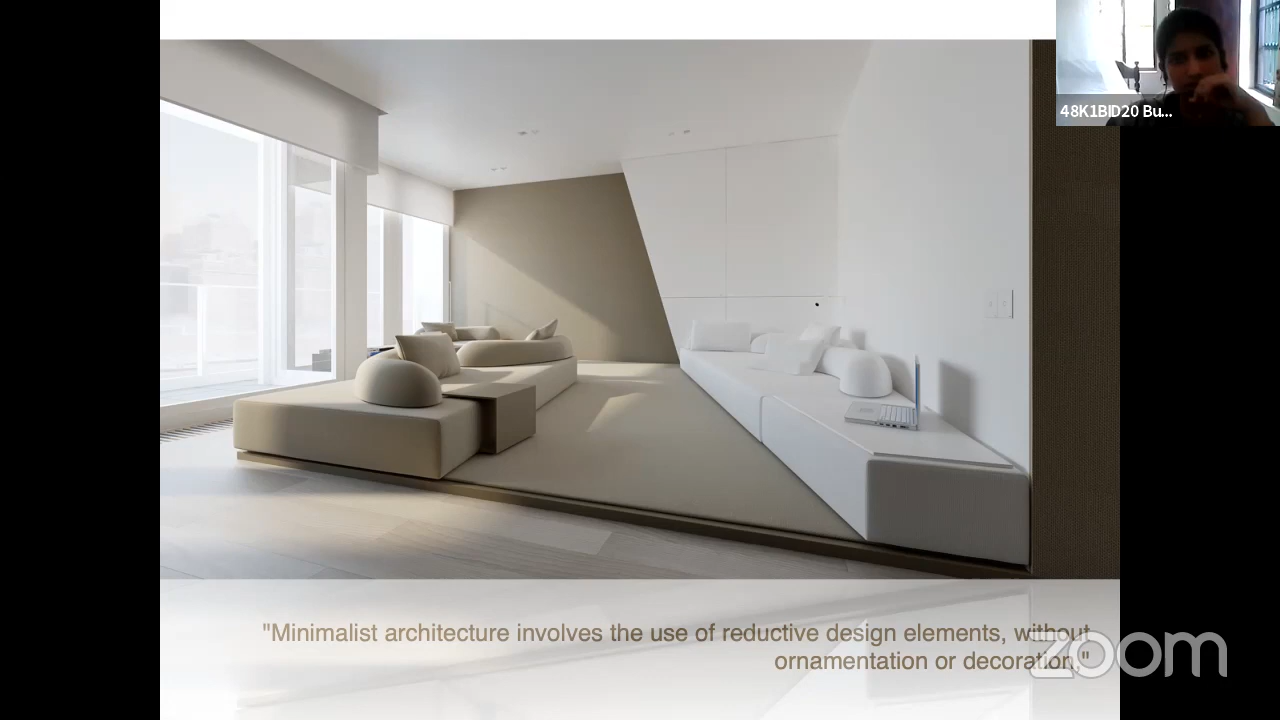 48K1BID20 Bu...
"Minimalist architecture involves the use of reductive design elements, without
ornamentation or decoration,"
zoom